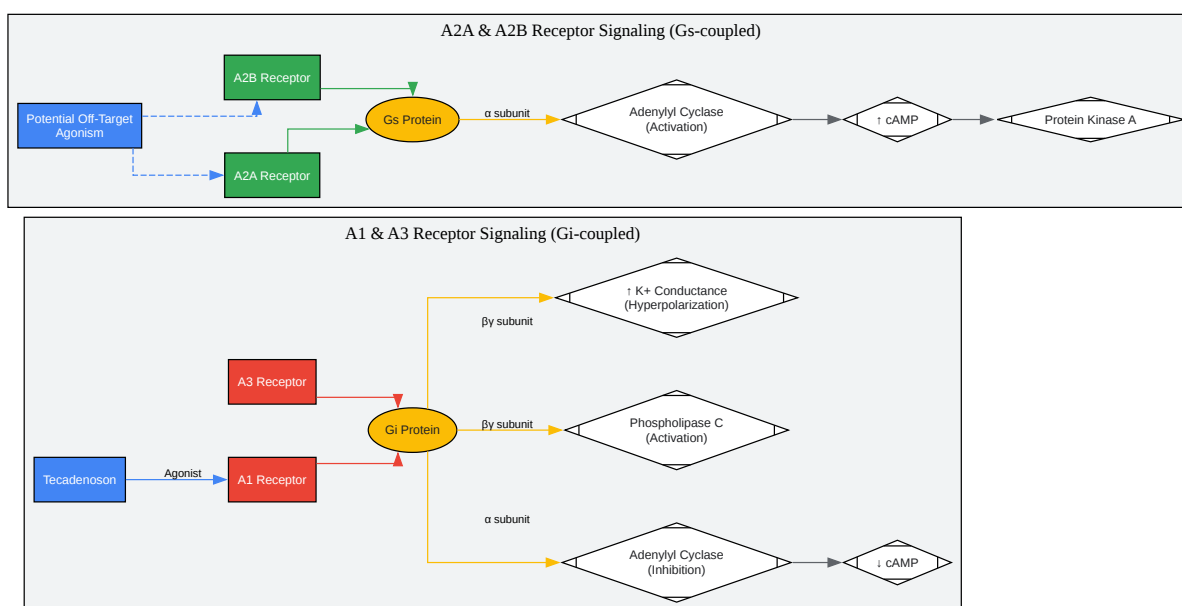 A2A & A2B Receptor Signaling (Gs-coupled)
A2B Receptor
Potential Off-Target
Agonism
Gs Protein
α subunit
Adenylyl Cyclase
(Activation)
↑ cAMP
Protein Kinase A
A2A Receptor
A1 & A3 Receptor Signaling (Gi-coupled)
↑ K+ Conductance
(Hyperpolarization)
βγ subunit
A3 Receptor
Gi Protein
βγ subunit
Phospholipase C
(Activation)
Tecadenoson
Agonist
A1 Receptor
α subunit
Adenylyl Cyclase
(Inhibition)
↓ cAMP